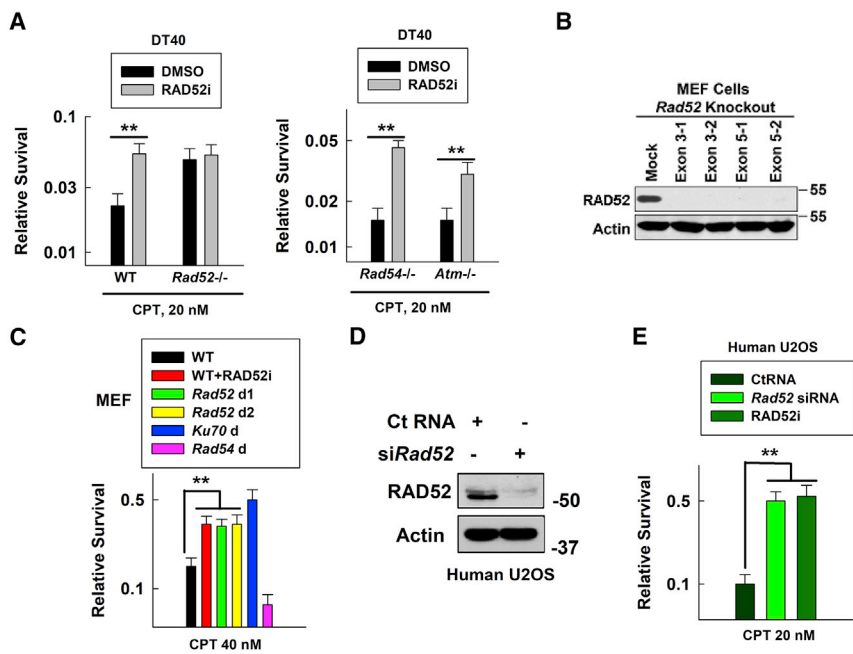 A
DT40
DMSO
RAD52i
Relative Survival
0.1
0.03
0.01
**
WT
Rad52-/-
CPT, 20 nM
DT40
DMSO
RAD52i
Relative Survival
0.05
0.02
0.01
**
**
Rad54-/-
Atm-/-
CPT, 20 nM
B
MEF Cells
Rad52 Knockout
Mock
Exon 3-1
Exon 3-2
Exon 5-1
Exon 5-2
RAD52
55
Actin
55
C
MEF
WT
WT+RAD52i
Rad52 d1
Rad52 d2
Ku70 d
Rad54 d
Relative Survival
0.5
0.1
**
CPT 40 nM
D
Ct RNA + -
siRad52 - +
RAD52
-50
Actin
-37
Human U2OS
E
Human U2OS
CtRNA
Rad52 siRNA
RAD52i
Relative Survival
0.5
0.1
**
CPT 20 nM